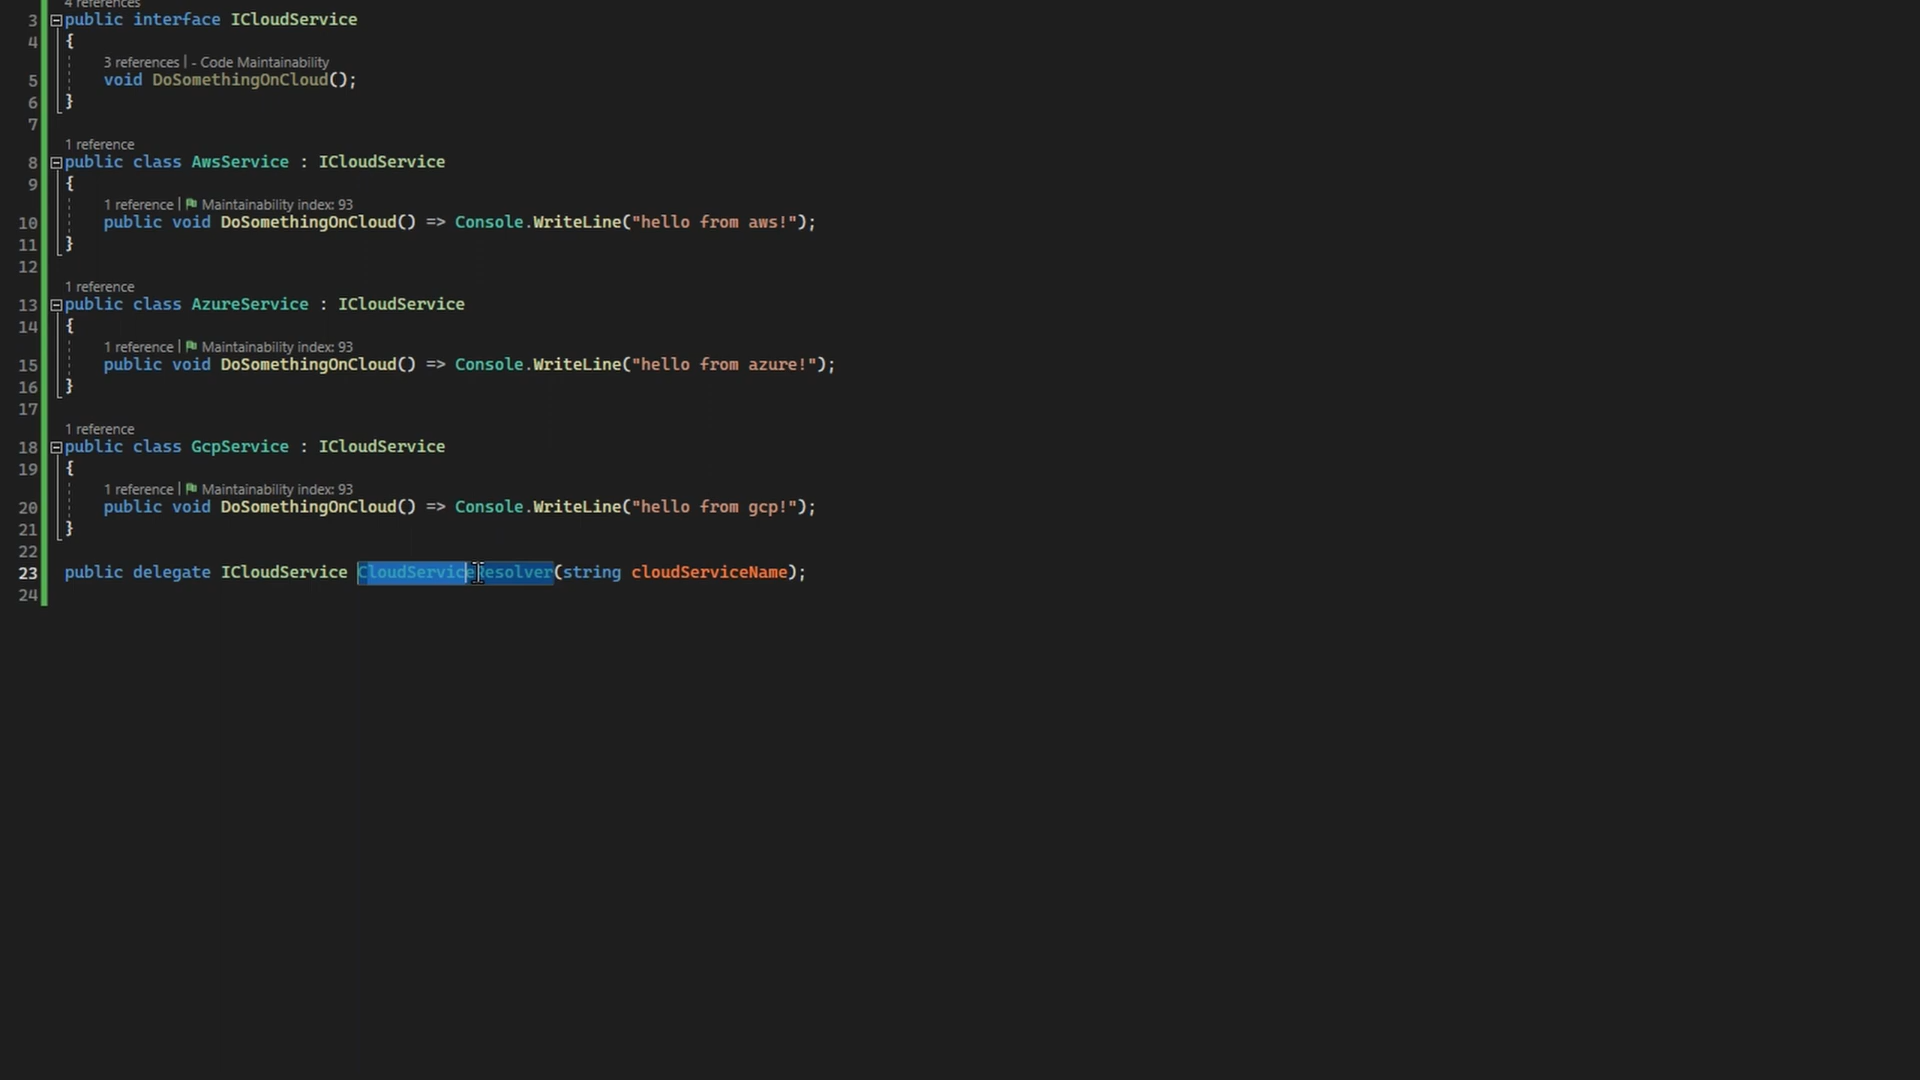 4 references
3 public interface ICloudService
4 {
3 references | - Code Maintainability
5 void DoSomethingOnCloud();
6 }
7
1 reference
8 public class AwsService : ICloudService
9 {
1 reference | Maintainability index: 93
10 public void DoSomethingOnCloud() => Console.WriteLine("hello from aws!");
11 }
12
1 reference
13 public class AzureService : ICloudService
14 {
1 reference | Maintainability index: 93
15 public void DoSomethingOnCloud() => Console.WriteLine("hello from azure!");
16 }
17
1 reference
18 public class GcpService : ICloudService
19 {
1 reference | Maintainability index: 93
20 public void DoSomethingOnCloud() => Console.WriteLine("hello from gcp!");
21 }
22
23 public delegate ICloudService CloudServiceResolver(string cloudServiceName);
24